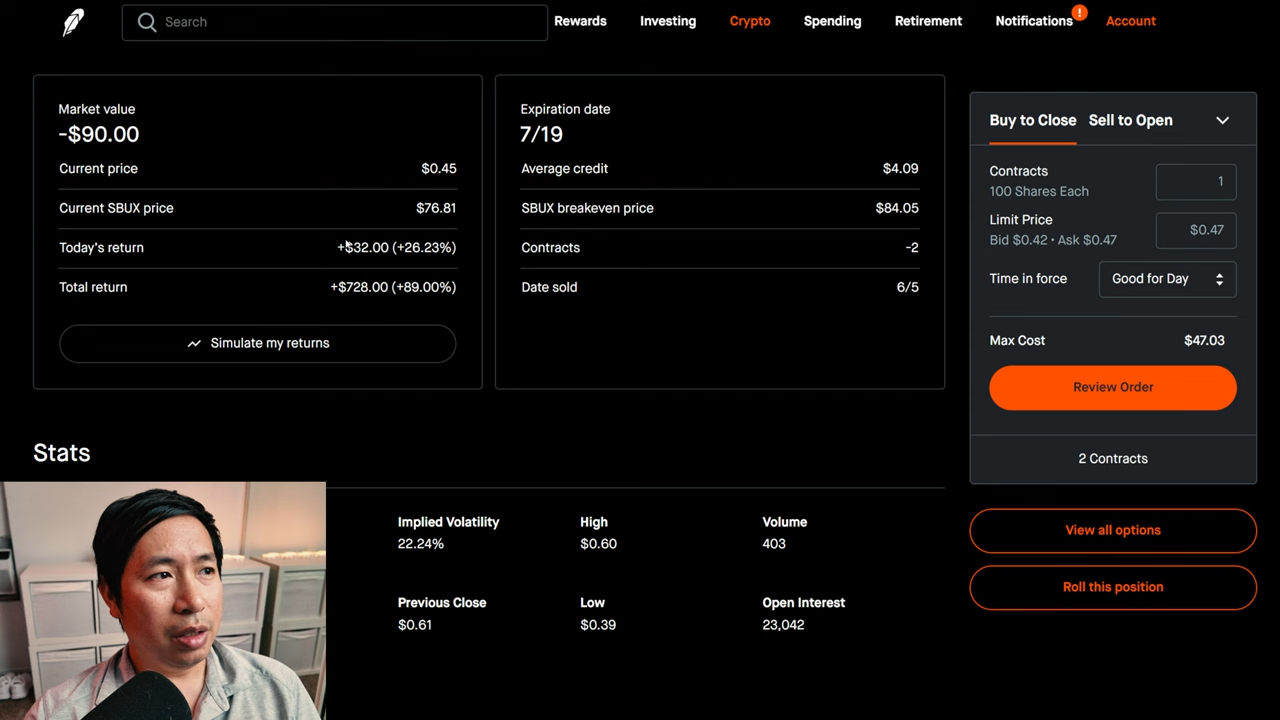 Search
Rewards
Investing
Crypto
Spending
Retirement
Notifications
!
Account
Market value
-$90.00
Current price $0.45
Current SBUX price $76.81
Today's return +$32.00 (+26.23%)
Total return +$728.00 (+89.00%)
Simulate my returns
Expiration date
7/19
Average credit $4.09
SBUX breakeven price $84.05
Contracts -2
Date sold 6/5
Buy to Close Sell to Open
Contracts 1
100 Shares Each
Limit Price $0.47
Bid $0.42 • Ask $0.47
Time in force Good for Day
Max Cost $47.03
Review Order
2 Contracts
View all options
Roll this position
Stats
Implied Volatility High Volume
22.24% $0.60 403
Previous Close Low Open Interest
$0.61 $0.39 23,042